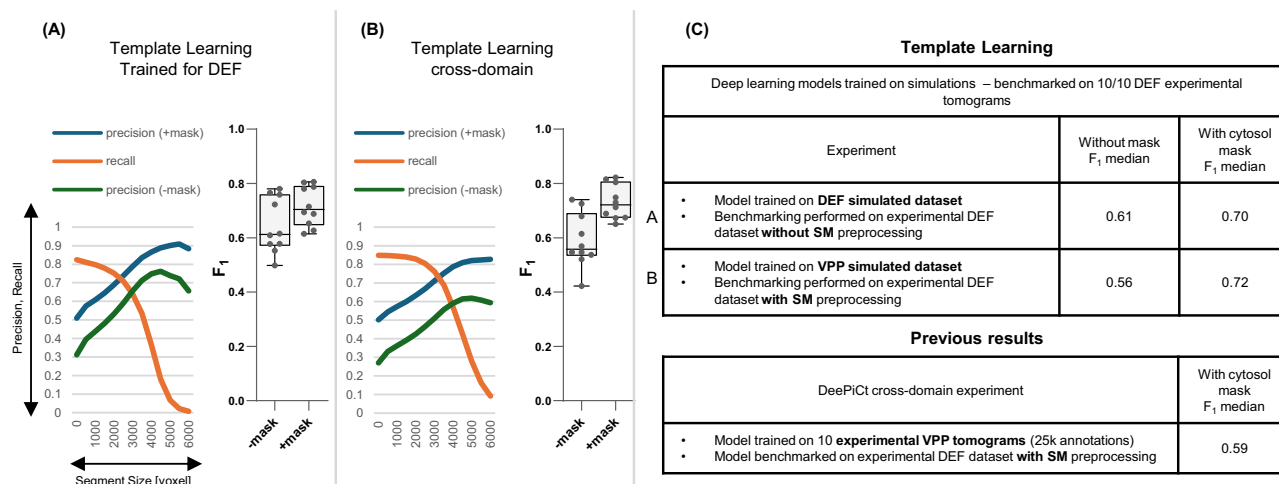 (A)
Template Learning
Trained for DEF
precision (+mask)
recall
precision (-mask)
Precision, Recall
1
0.9
0.8
0.7
0.6
0.5
0.4
0.3
0.2
0.1
0
0
1000
2000
3000
4000
5000
6000
Segment Size [voxel]
F1
1.0
0.8
0.6
0.4
0.2
0.0
-mask
+mask
(B)
Template Learning
cross-domain
precision (+mask)
recall
precision (-mask)
1
0.9
0.8
0.7
0.6
0.5
0.4
0.3
0.2
0.1
0
0
1000
2000
3000
4000
5000
6000
F1
1.0
0.8
0.6
0.4
0.2
0.0
-mask
+mask
(C)
Template Learning
Deep learning models trained on simulations – benchmarked on 10/10 DEF experimental
tomograms
Experiment
Without mask
F1 median
With cytosol
mask
F1 median
A
• Model trained on DEF simulated dataset
• Benchmarking performed on experimental DEF
dataset without SM preprocessing
0.61
0.70
B
• Model trained on VPP simulated dataset
• Benchmarking performed on experimental DEF
dataset with SM preprocessing
0.56
0.72
Previous results
DeePiCt cross-domain experiment
With cytosol
mask
F1 median
• Model trained on 10 experimental VPP tomograms (25k annotations)
• Model benchmarked on experimental DEF dataset with SM preprocessing
0.59